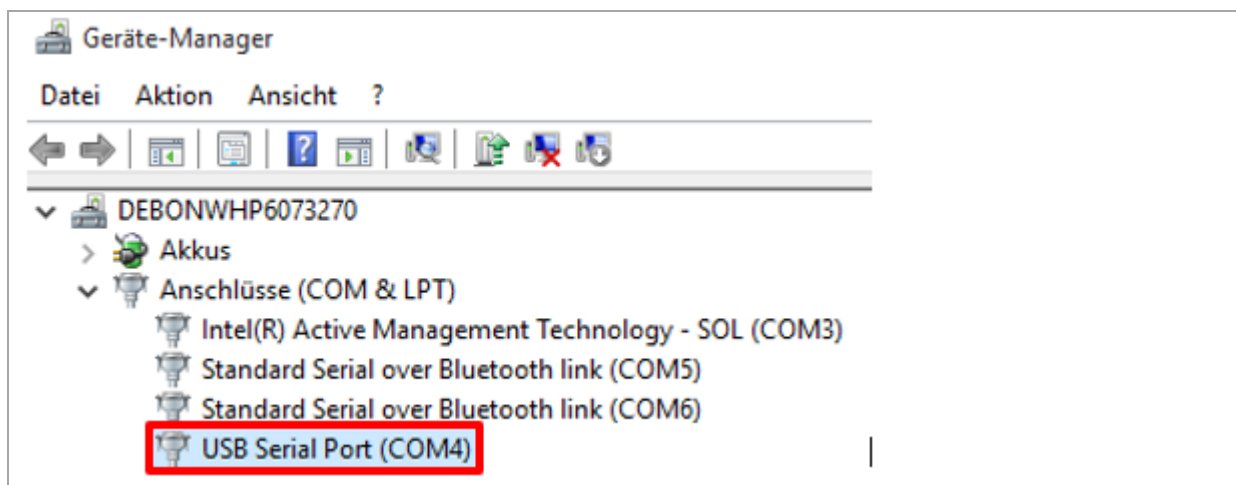 Geräte-Manager
Datei Aktion Ansicht ?
DEBONWHP6073270
Akkus
Anschlüsse (COM & LPT)
Intel(R) Active Management Technology - SOL (COM3)
Standard Serial over Bluetooth link (COM5)
Standard Serial over Bluetooth link (COM6)
USB Serial Port (COM4)